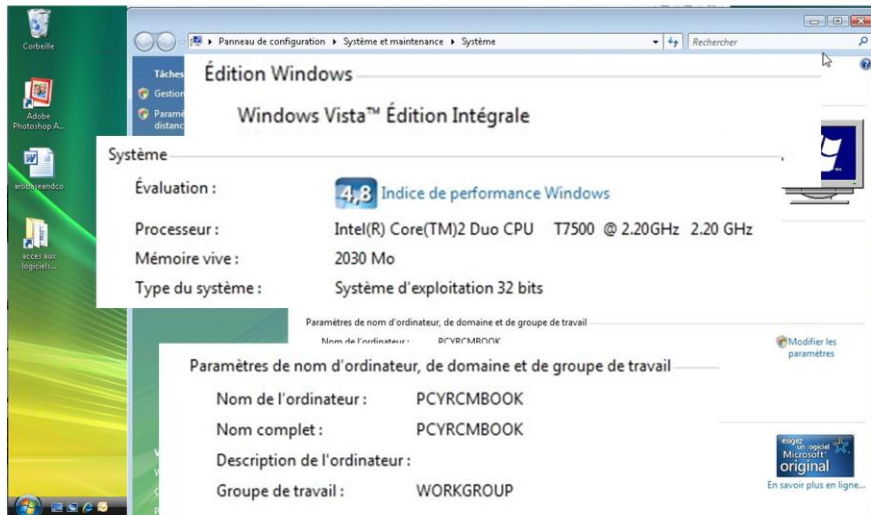 Corbeille
Adobe
Photoshop A...
arobaseandco
acces aux
logiciels...
Panneau de configuration ▸ Système et maintenance ▸ Système
Rechercher
Tâches
Gestion
Paramè
distanc
Édition Windows
Windows Vista™ Édition Intégrale
Système
Évaluation :
4,8 Indice de performance Windows
Processeur : Intel(R) Core(TM)2 Duo CPU T7500 @ 2.20GHz 2.20 GHz
Mémoire vive : 2030 Mo
Type du système : Système d'exploitation 32 bits
Paramètres de nom d'ordinateur, de domaine et de groupe de travail
Nom de l'ordinateur : PCYRCMBOOK
Modifier les
paramètres
Paramètres de nom d'ordinateur, de domaine et de groupe de travail
Nom de l'ordinateur : PCYRCMBOOK
Nom complet : PCYRCMBOOK
Description de l'ordinateur :
Groupe de travail : WORKGROUP
exigez
un logiciel
Microsoft
original
En savoir plus en ligne...